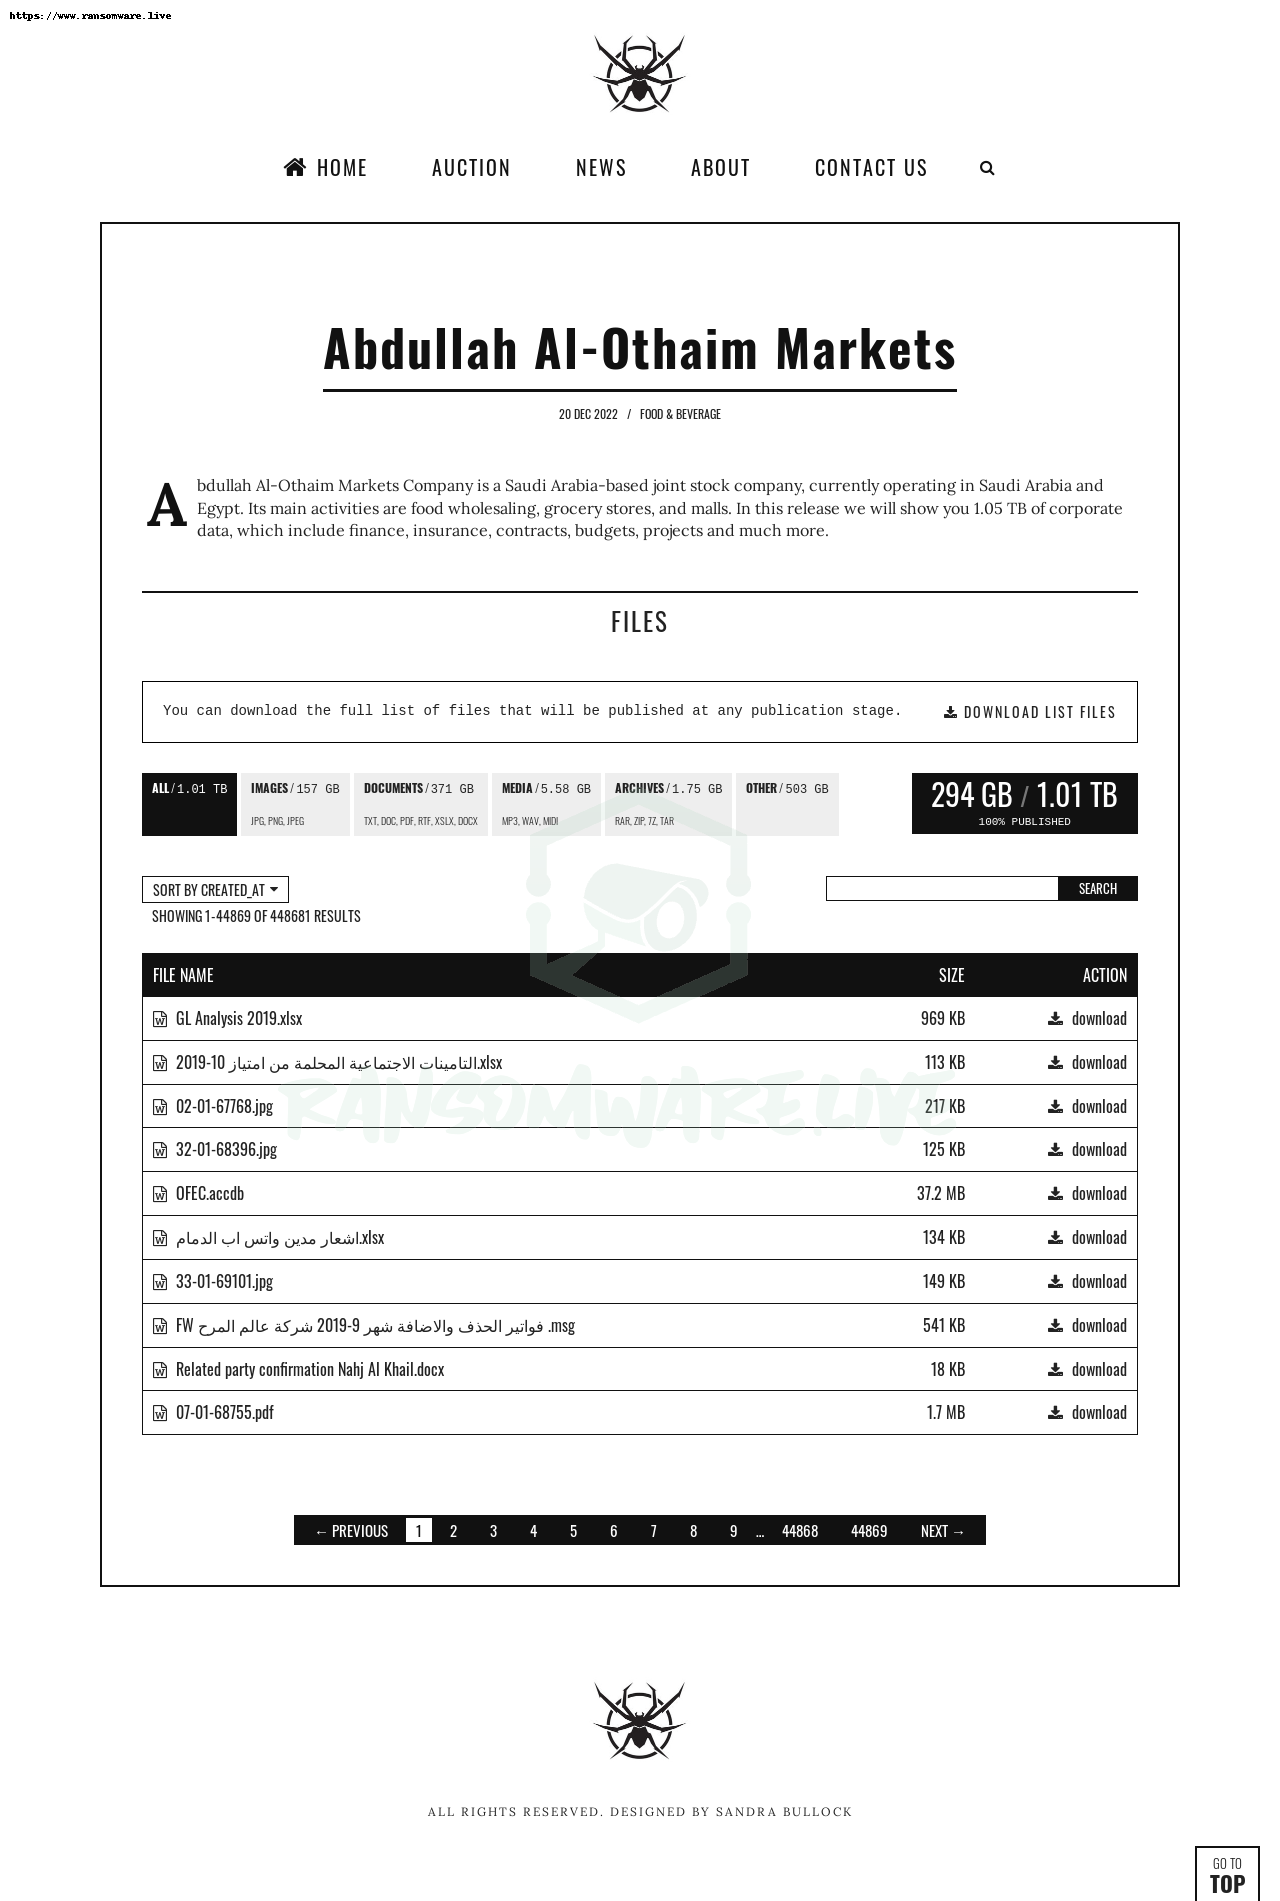 https://www.ransomware.live
HOME AUCTION NEWS ABOUT CONTACT US
Abdullah Al-Othaim Markets
20 DEC 2022 / FOOD & BEVERAGE
Abdullah Al-Othaim Markets Company is a Saudi Arabia-based joint stock company, currently operating in Saudi Arabia and
Egypt. Its main activities are food wholesaling, grocery stores, and malls. In this release we will show you 1.05 TB of corporate
data, which include finance, insurance, contracts, budgets, projects and much more.
FILES
You can download the full list of files that will be published at any publication stage. DOWNLOAD LIST FILES
ALL / 1.01 TB IMAGES / 157 GB DOCUMENTS / 371 GB MEDIA / 5.58 GB ARCHIVES / 1.75 GB OTHER / 503 GB 294 GB / 1.01 TB
JPG, PNG, JPEG TXT, DOC, PDF, RTF, XSLX, DOCX MP3, WAV, MIDI RAR, ZIP, 7Z, TAR 100% PUBLISHED
SORT BY CREATED_AT SEARCH
SHOWING 1-44869 OF 448681 RESULTS
FILE NAME SIZE ACTION
GL Analysis 2019.xlsx 969 KB download
التامينات الاجتماعية المحلمة من امتياز 10-2019.xlsx 113 KB download
RANSOMWARE.LIVE
02-01-67768.jpg 217 KB download
32-01-68396.jpg 125 KB download
OFEC.accdb 37.2 MB download
اشعار مدين واتس اب الدمام.xlsx 134 KB download
33-01-69101.jpg 149 KB download
FW فواتير الحذف والاضافة شهر 9-2019 شركة عالم المرح .msg 541 KB download
Related party confirmation Nahj Al Khail.docx 18 KB download
07-01-68755.pdf 1.7 MB download
← PREVIOUS 1 2 3 4 5 6 7 8 9 ... 44868 44869 NEXT →
ALL RIGHTS RESERVED. DESIGNED BY SANDRA BULLOCK
GO TO
TOP